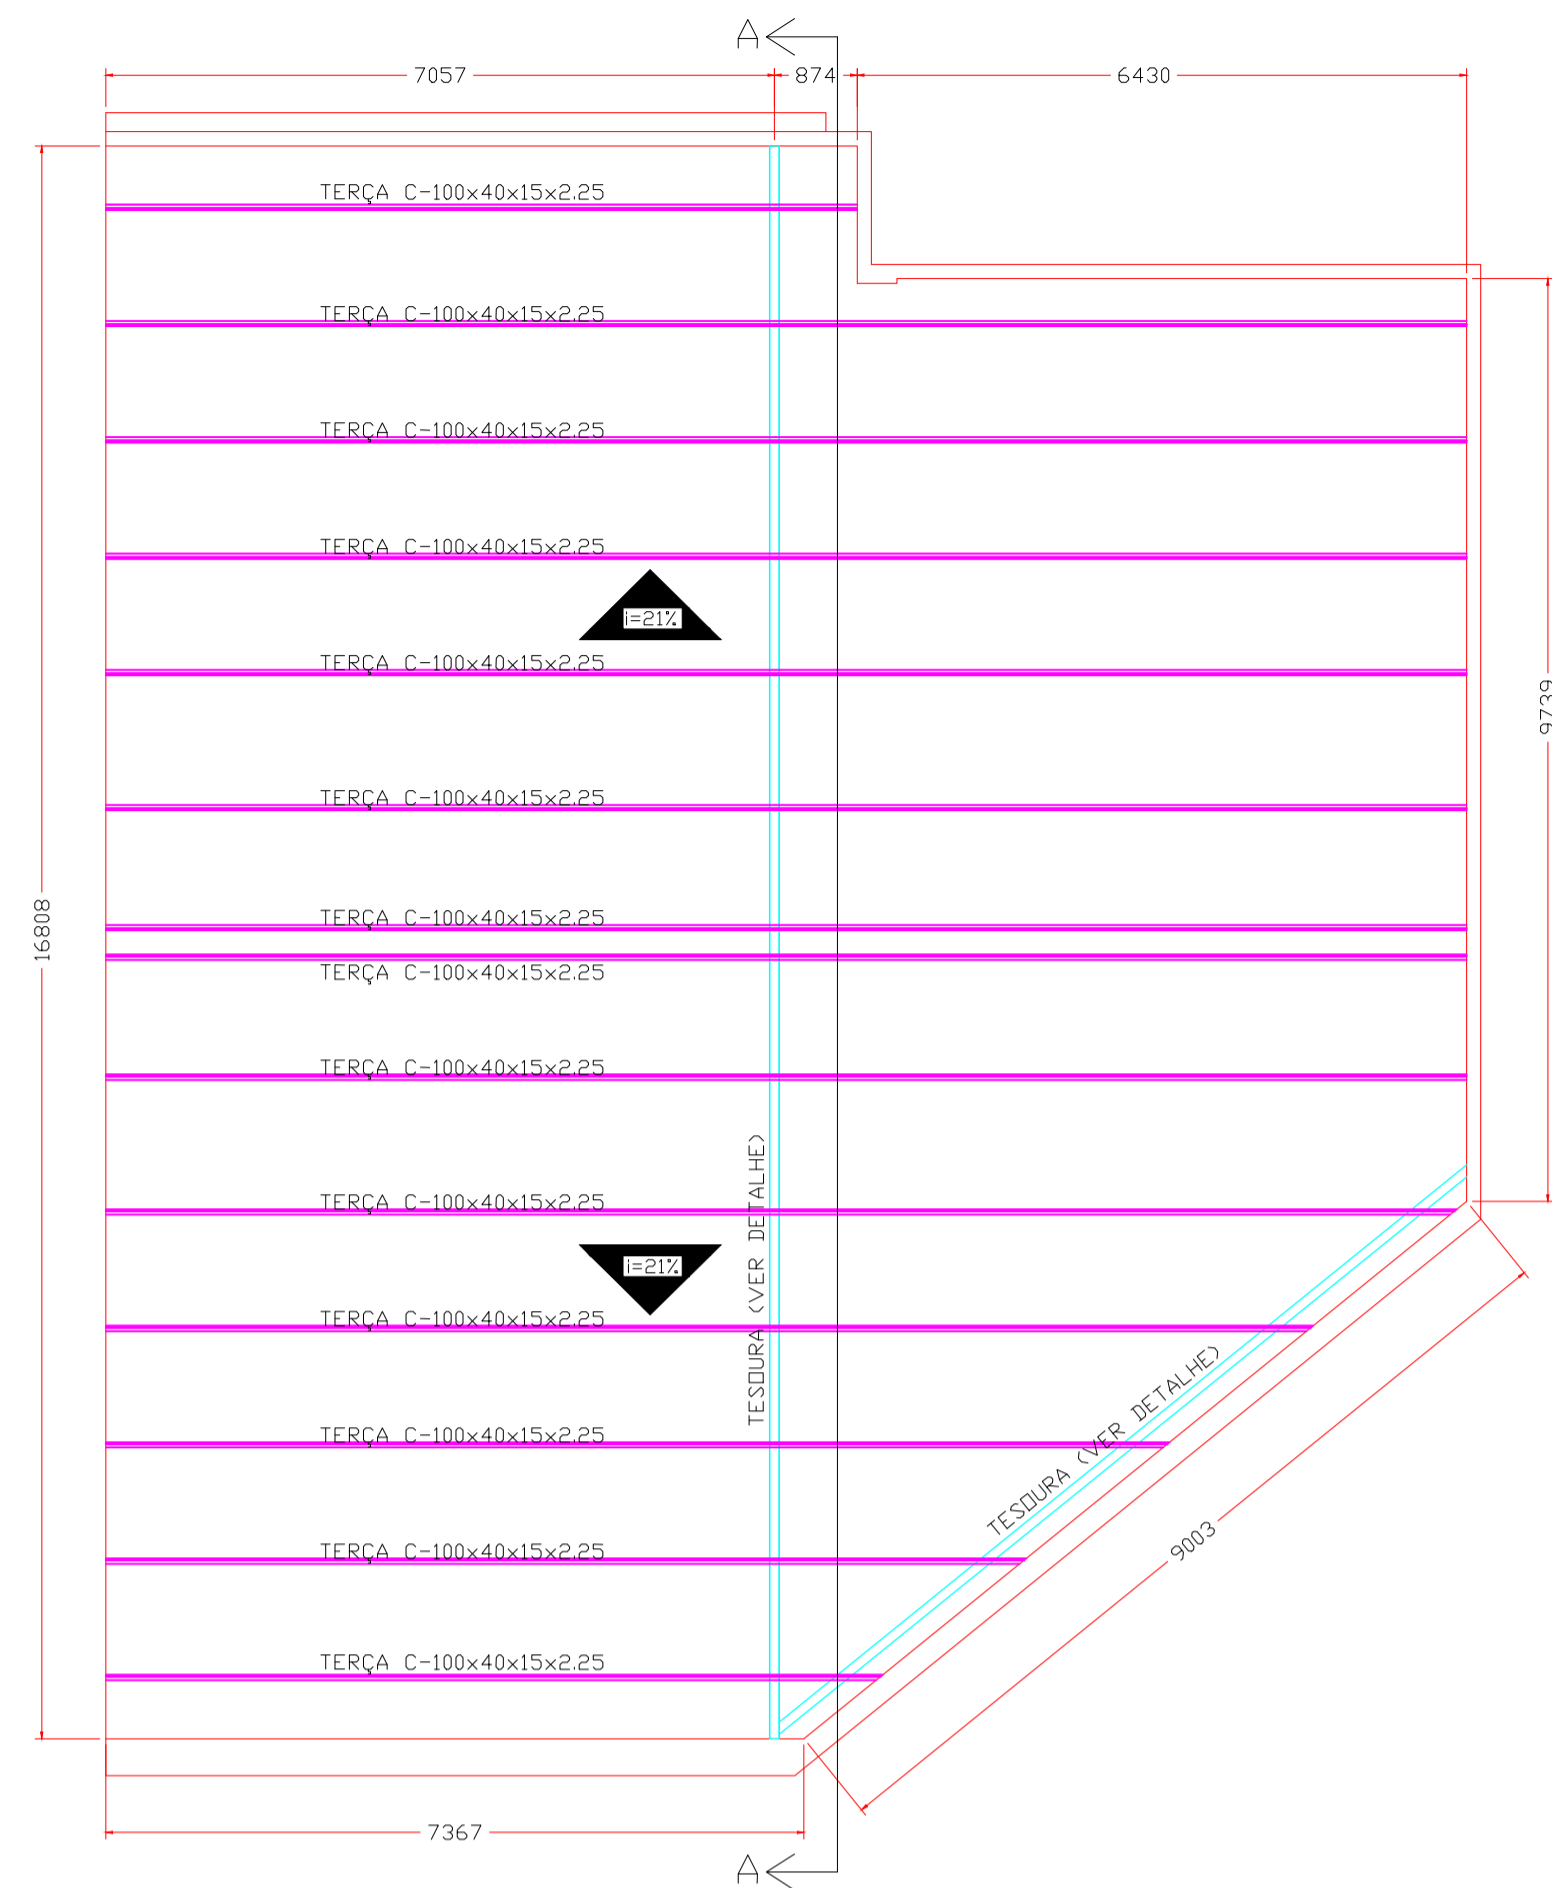 A
7057
874
6430
TERÇA C-100x40x15x2.25
TERÇA C-100x40x15x2.25
TERÇA C-100x40x15x2.25
TERÇA C-100x40x15x2.25
i=21%
TERÇA C-100x40x15x2.25
9739
TERÇA C-100x40x15x2.25
TERÇA C-100x40x15x2.25
16808
TERÇA C-100x40x15x2.25
TERÇA C-100x40x15x2.25
TERÇA C-100x40x15x2.25
TESOURA (VER DETALHE)
i=21%
TERÇA C-100x40x15x2.25
TERÇA C-100x40x15x2.25
TESOURA (VER DETALHE)
9003
TERÇA C-100x40x15x2.25
TERÇA C-100x40x15x2.25
7367
A